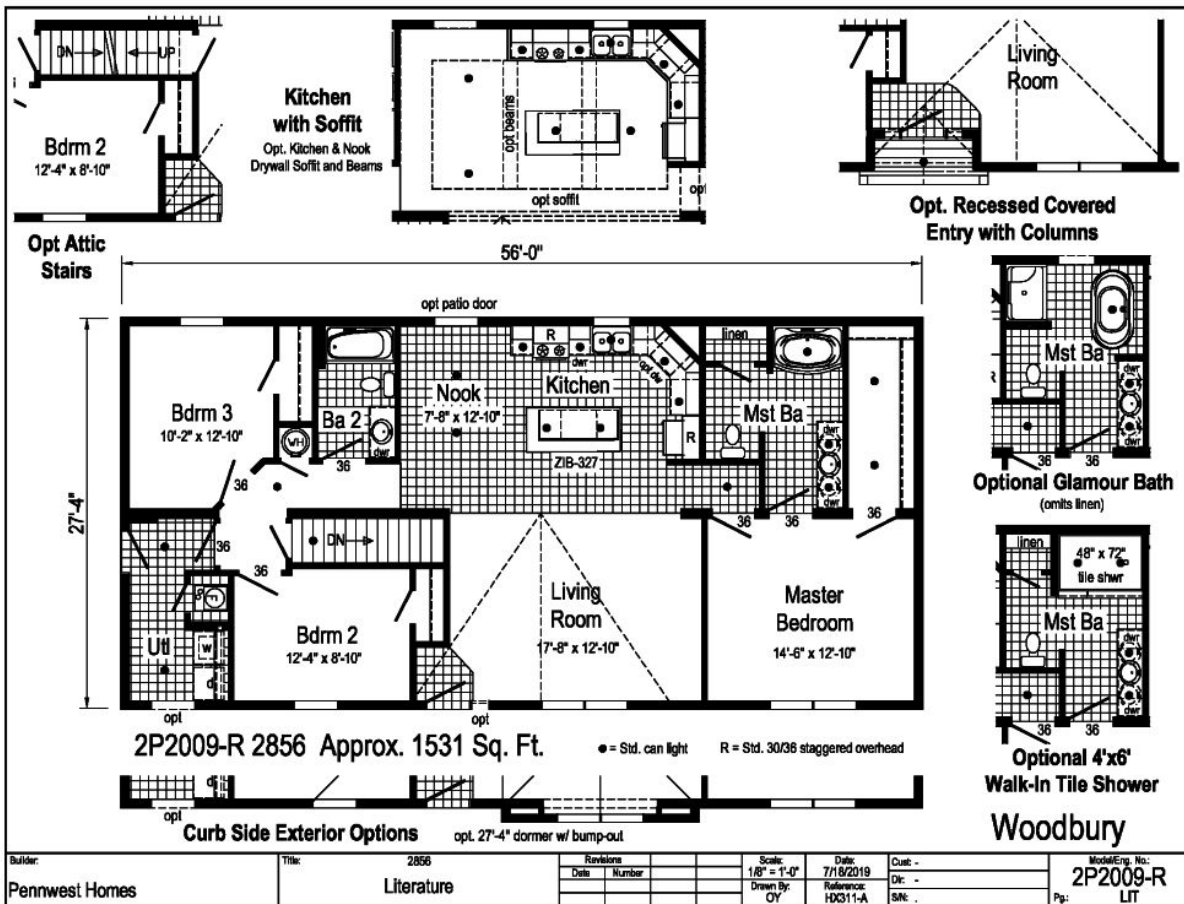 DN
UP
Bdrm 2
12'-4" x 8'-10"
Opt Attic
Stairs
Kitchen
with Soffit
Opt. Kitchen & Nook
Drywall Soffit and Beams
opt beams
opt soffit
opt
Living
Room
Opt. Recessed Covered
Entry with Columns
56'-0"
opt patio door
27'-4"
Bdrm 3
10'-2" x 12'-10"
WH
Ba 2
dwr
36
Nook
7'-8" x 12'-10"
R
dwr
Kitchen
opt dw
ZIB-327
R
linen
Mst Ba
dwr
dwr
36
36
36
36
36
36
DN
Utl
F
W
D
Bdrm 2
12'-4" x 8'-10"
Living
Room
17'-8" x 12'-10"
Master
Bedroom
14'-6" x 12'-10"
opt
opt
Mst Ba
R
dwr
dwr
36
36
Optional Glamour Bath
(omits linen)
linen
48" x 72"
tile shwr
Mst Ba
dwr
dwr
36
36
Optional 4'x6'
Walk-In Tile Shower
2P2009-R 2856 Approx. 1531 Sq. Ft.
= Std. can light
R = Std. 30/36 staggered overhead
D
opt
Curb Side Exterior Options
opt. 27'-4" dormer w/ bump-out
Woodbury
Builder:
Pennwest Homes
Title:
2856
Literature
Revisions
Date
Number
Scale:
1/8" = 1'-0"
Drawn By:
OY
Date:
7/18/2019
Reference:
HX311-A
Cust: -
Dlr: -
S/N: .
Model/Eng. No.:
2P2009-R
Pg.:
LIT